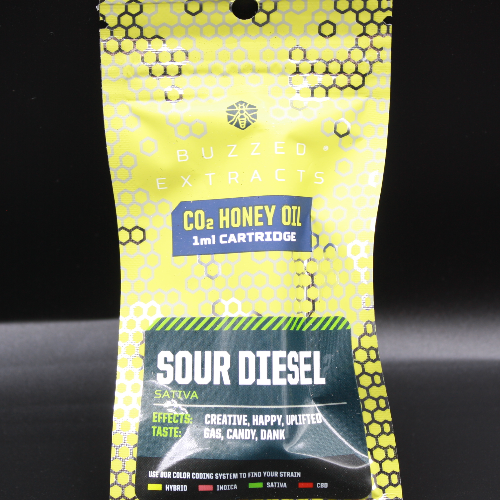 BUZZED
EXTRACTS
CO₂ HONEY OIL
1ml CARTRIDGE
SOUR DIESEL
SATIVA
EFFECTS: CREATIVE, HAPPY, UPLIFTED
TASTE: GAS, CANDY, DANK
USE OUR COLOR CODING SYSTEM TO FIND YOUR STRAIN
HYBRID INDICA SATIVA CBD